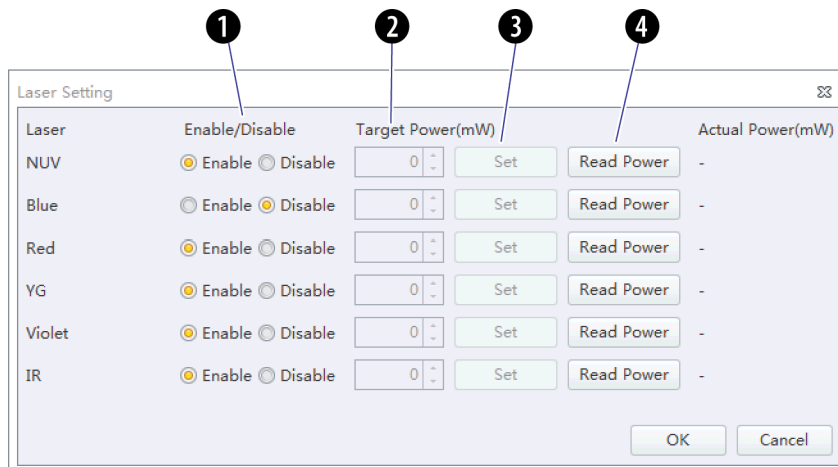 1 2 3 4
Laser Setting
Laser Enable/Disable Target Power(mW) Actual Power(mW)
NUV Enable Disable 0 Set Read Power -
Blue Enable Disable 0 Set Read Power -
Red Enable Disable 0 Set Read Power -
YG Enable Disable 0 Set Read Power -
Violet Enable Disable 0 Set Read Power -
IR Enable Disable 0 Set Read Power -
OK Cancel